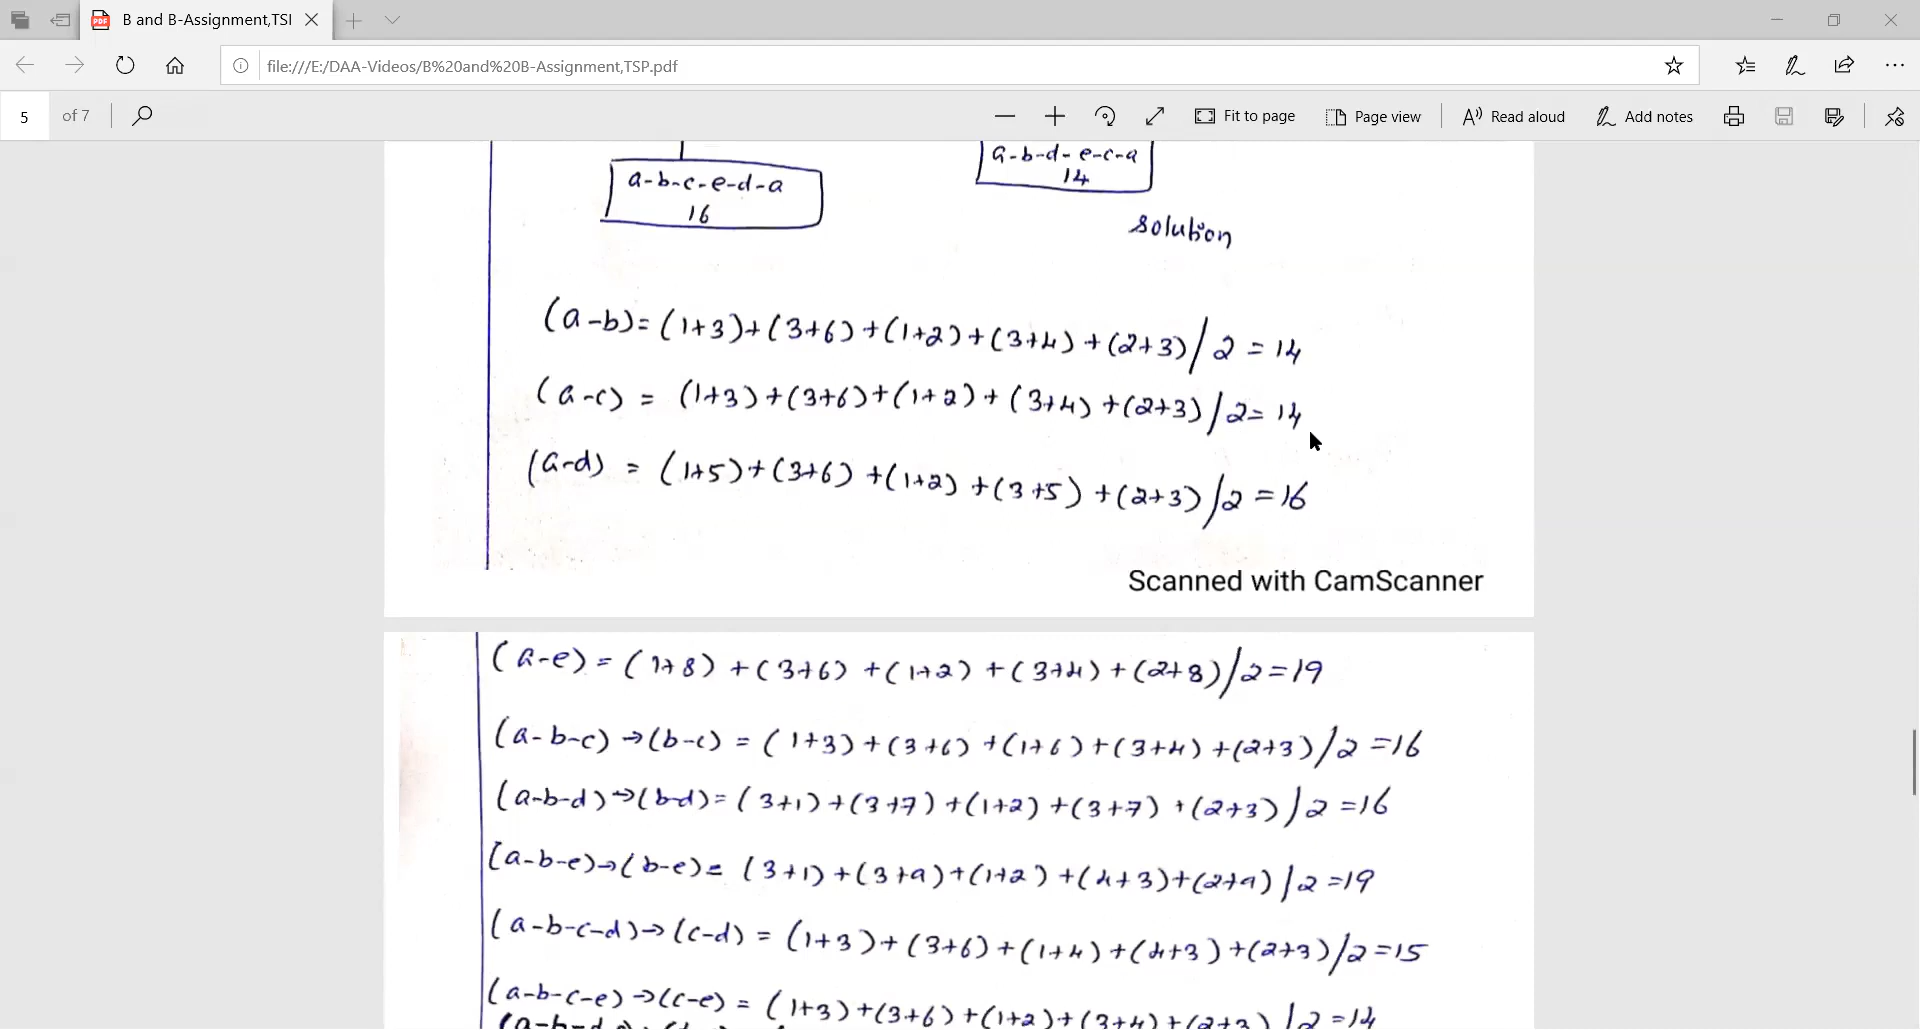 B and B-Assignment,TSI
file:///E:/DAA-Videos/B%20and%20B-Assignment,TSP.pdf
5 of 7 Fit to page Page view Read aloud Add notes
a-b-d-e-c-a
14
a-b-c-e-d-a
16
Solution
(a-b)= (1+3)+(3+6)+(1+2)+(3+4)+(2+3)/2 = 14
(a-c) = (1+3)+(3+6)+(1+2)+(3+4)+(2+3)/2= 14
(a-d) = (1+5)+(3+6)+(1+2)+(3+5)+(2+3)/2 =16
Scanned with CamScanner
(a-e) = (1+8)+(3+6)+(1+2)+(3+4)+(2+8)/2=19
(a-b-c)→(b-c) = (1+3)+(3+6)+(1+6)+(3+4)+(2+3)/2 =16
(a-b-d)→(b-d)= (3+1)+(3+7)+(1+2)+(3+7)+(2+3)/2 =16
(a-b-e)→(b-e)= (3+1)+(3+9)+(1+2)+(4+3)+(2+9)/2 =19
(a-b-c-d)→(c-d) = (1+3)+(3+6)+(1+4)+(4+3)+(2+3)/2=15
(a-b-c-e)→(c-e) = (1+3)+(3+6)+(1+2)+(3+4)+(2+3)/2 =14